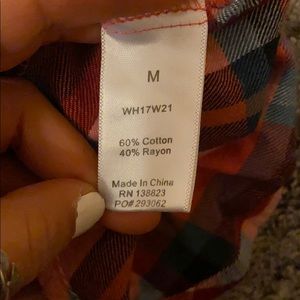 M
WH17W21
60% Cotton
40% Rayon
Made In China
RN 138823
PO# 293062